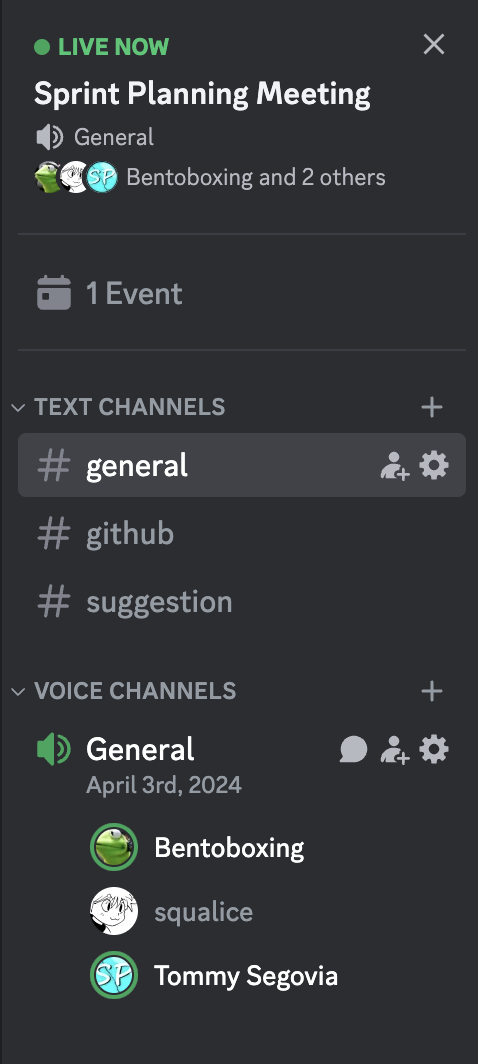 LIVE NOW
Sprint Planning Meeting
General
SP Bentoboxing and 2 others
1 Event
TEXT CHANNELS
general
github
suggestion
VOICE CHANNELS
General
April 3rd, 2024
Bentoboxing
squalice
SP Tommy Segovia